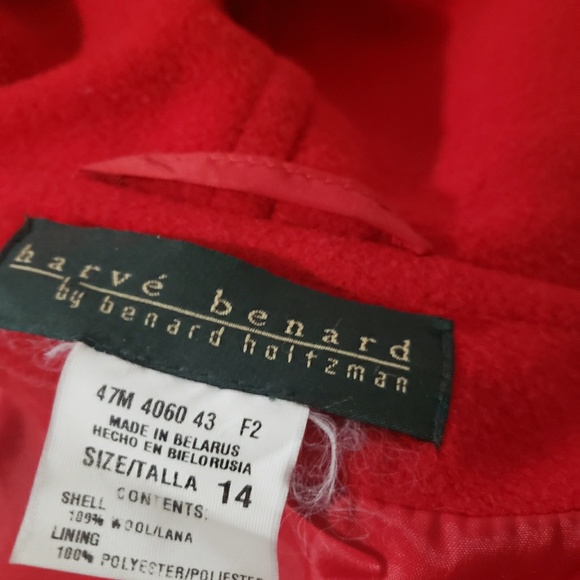 harvé benard
by benard holtzman
47M 4060 43 F2
MADE IN BELARUS
HECHO EN BIELORUSIA
SIZE/TALLA 14
CONTENTS:
SHELL
100% WOOL/LANA
LINING
100% POLYESTER/POLIESTER